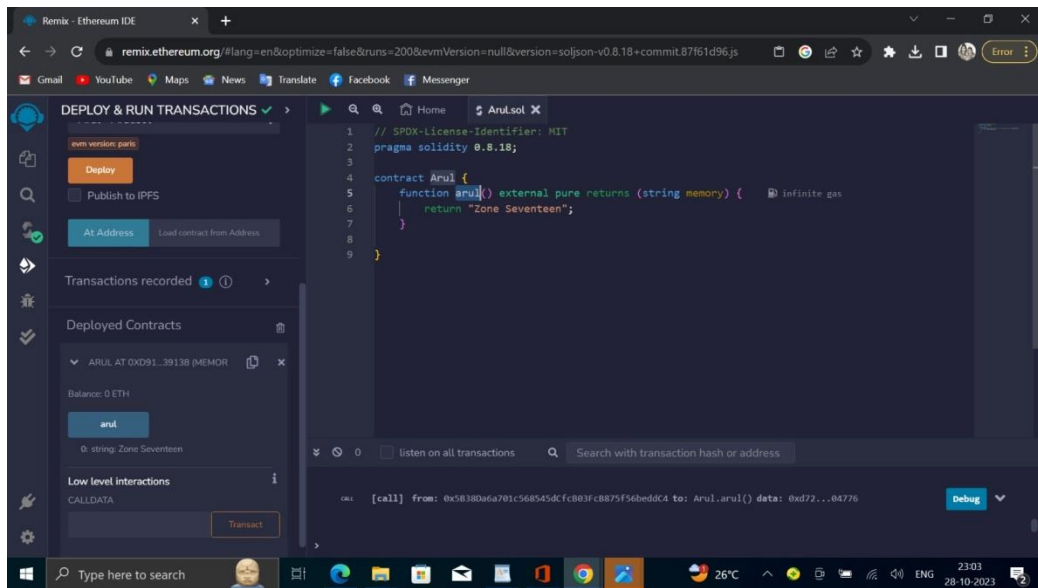 Remix - Ethereum IDE
remix.ethereum.org/#lang=en&optimize=false&runs=200&evmVersion=null&version=soljson-v0.8.18+commit.87f61d96.js
Error
Gmail YouTube Maps News Translate Facebook Messenger
DEPLOY & RUN TRANSACTIONS
Home
Arul.sol
evm version: paris
Deploy
Publish to IPFS
At Address
Load contract from Address
Transactions recorded 1
Deployed Contracts
ARUL AT 0XD91...39138 (MEMOR
Balance: 0 ETH
arul
0: string: Zone Seventeen
Low level interactions
CALLDATA
Transact
1 // SPDX-License-Identifier: MIT
2 pragma solidity 0.8.18;
3
4 contract Arul {
5 function arul() external pure returns (string memory) { infinite gas
6 return "Zone Seventeen";
7 }
8
9 }
0 listen on all transactions Search with transaction hash or address
CALL [call] from: 0x5B38Da6a701c568545dCfcB03FcB875f56beddC4 to: Arul.arul() data: 0xd72...04776
Debug
>
Type here to search
26°C
ENG
23:03
28-10-2023
2